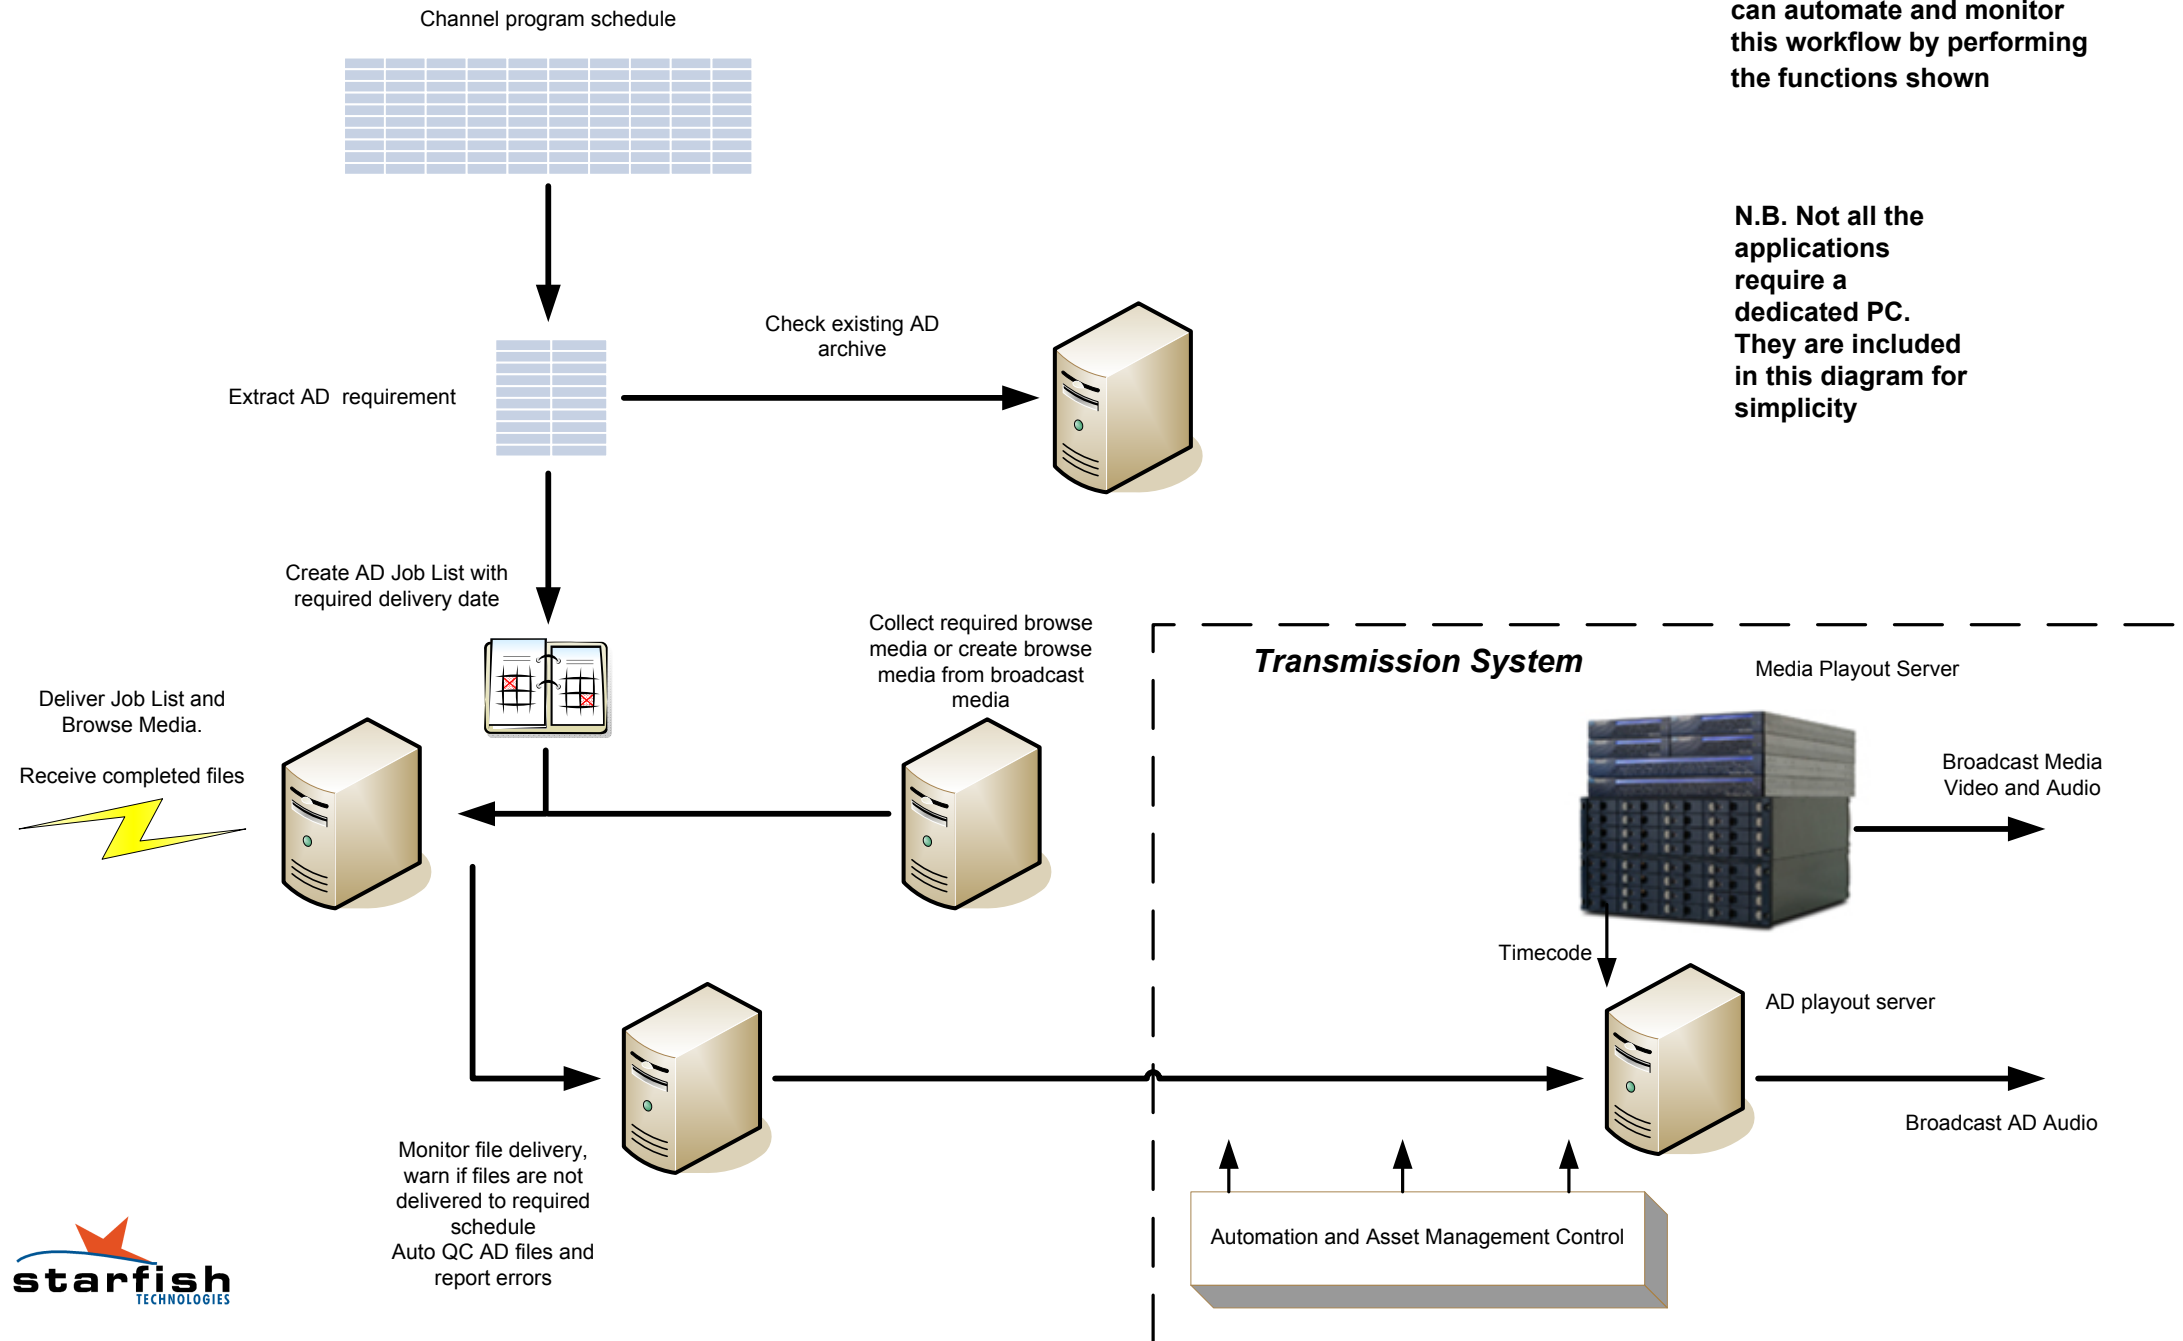 Channel program schedule
can automate and monitor
this workflow by performing
the functions shown
N.B. Not all the
applications
require a
dedicated PC.
They are included
in this diagram for
simplicity
Check existing AD
archive
Extract AD requirement
Create AD Job List with
required delivery date
Collect required browse
media or create browse
media from broadcast
media
Transmission System
Media Playout Server
Deliver Job List and
Browse Media.
Receive completed files
Broadcast Media
Video and Audio
Timecode
AD playout server
Broadcast AD Audio
Monitor file delivery,
warn if files are not
delivered to required
schedule
Auto QC AD files and
report errors
Automation and Asset Management Control
starfish
TECHNOLOGIES